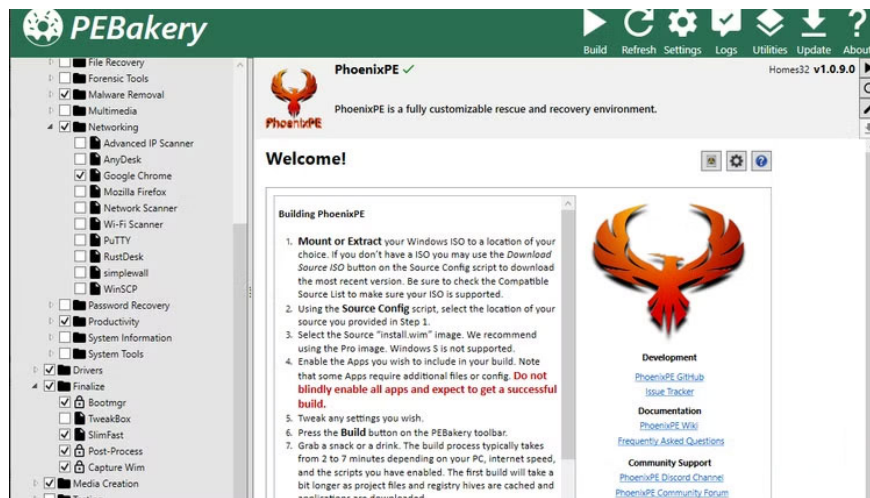 PEBakery
Build
Refresh
Settings
Logs
Utilities
Update
About
File Recovery
Forensic Tools
Malware Removal
Multimedia
Networking
Advanced IP Scanner
AnyDesk
Google Chrome
Mozilla Firefox
Network Scanner
Wi-Fi Scanner
PuTTY
RustDesk
simplewall
WinSCP
Password Recovery
Productivity
System Information
System Tools
Drivers
Finalize
Bootmgr
TweakBox
SlimFast
Post-Process
Capture Wim
Media Creation
PhoenixPE
PhoenixPE
Homes32 v1.0.9.0
PhoenixPE is a fully customizable rescue and recovery environment.
Welcome!
Building PhoenixPE
1. Mount or Extract your Windows ISO to a location of your
choice. If you don't have a ISO you may use the Download
Source ISO button on the Source Config script to download
the most recent version. Be sure to check the Compatible
Source List to make sure your ISO is supported.
2. Using the Source Config script, select the location of your
source you provided in Step 1.
3. Select the Source "install.wim" image. We recommend
using the Pro image. Windows S is not supported.
4. Enable the Apps you wish to include in your build. Note
that some Apps require additional files or config. Do not
blindly enable all apps and expect to get a successful
build.
5. Tweak any settings you wish.
6. Press the Build button on the PEBakery toolbar.
7. Grab a snack or a drink. The build process typically takes
from 2 to 7 minutes depending on your PC, internet speed,
and the scripts you have enabled. The first build will take a
bit longer as project files and registry hives are cached and
applications are downloaded.
Development
PhoenixPE GitHub
Issue Tracker
Documentation
PhoenixPE Wiki
Frequently Asked Questions
Community Support
PhoenixPE Discord Channel
PhoenixPE Community Forum